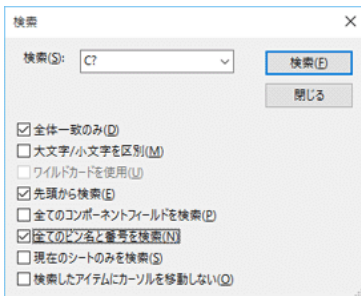 検索
検索(S): C? 検索(F)
閉じる
全体一致のみ(D)
大文字/小文字を区別(M)
ワイルドカードを使用(U)
先頭から検索(E)
全てのコンポーネントフィールドを検索(P)
全てのピン名と番号を検索(N)
現在のシートのみを検索(S)
検索したアイテムにカーソルを移動しない(O)